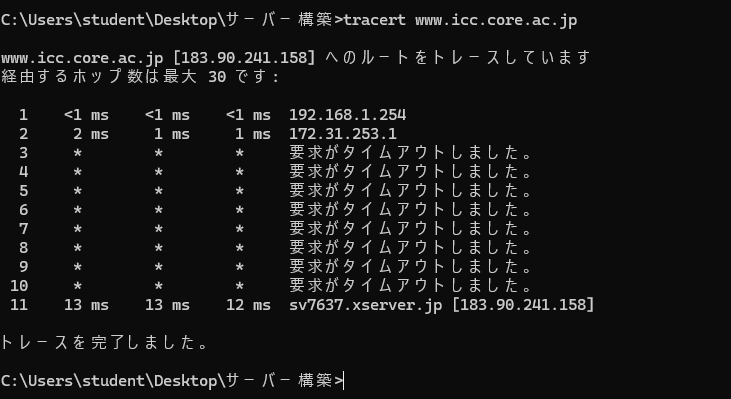 C:\Users\student\Desktop\サーバー構築>tracert www.icc.core.ac.jp
www.icc.core.ac.jp [183.90.241.158] へのルートをトレースしています
経由するホップ数は最大 30 です:
1 <1 ms <1 ms <1 ms 192.168.1.254
2 2 ms 1 ms 1 ms 172.31.253.1
3 * * * 要求がタイムアウトしました。
4 * * * 要求がタイムアウトしました。
5 * * * 要求がタイムアウトしました。
6 * * * 要求がタイムアウトしました。
7 * * * 要求がタイムアウトしました。
8 * * * 要求がタイムアウトしました。
9 * * * 要求がタイムアウトしました。
10 * * * 要求がタイムアウトしました。
11 13 ms 13 ms 12 ms sv7637.xserver.jp [183.90.241.158]
トレースを完了しました。
C:\Users\student\Desktop\サーバー構築>